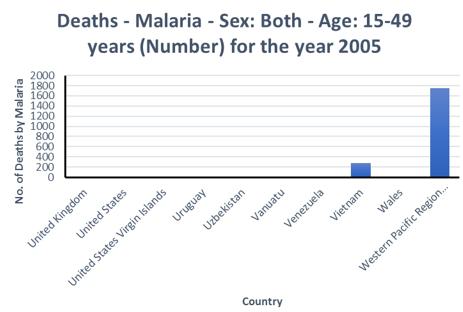 Deaths - Malaria - Sex: Both - Age: 15-49
years (Number) for the year 2005
No. of Deaths by Malaria
2000
1800
1600
1400
1200
1000
800
600
400
200
0
United Kingdom
United States
United States Virgin Islands
Uruguay
Uzbekistan
Vanuatu
Venezuela
Vietnam
Wales
Western Pacific Region...
Country